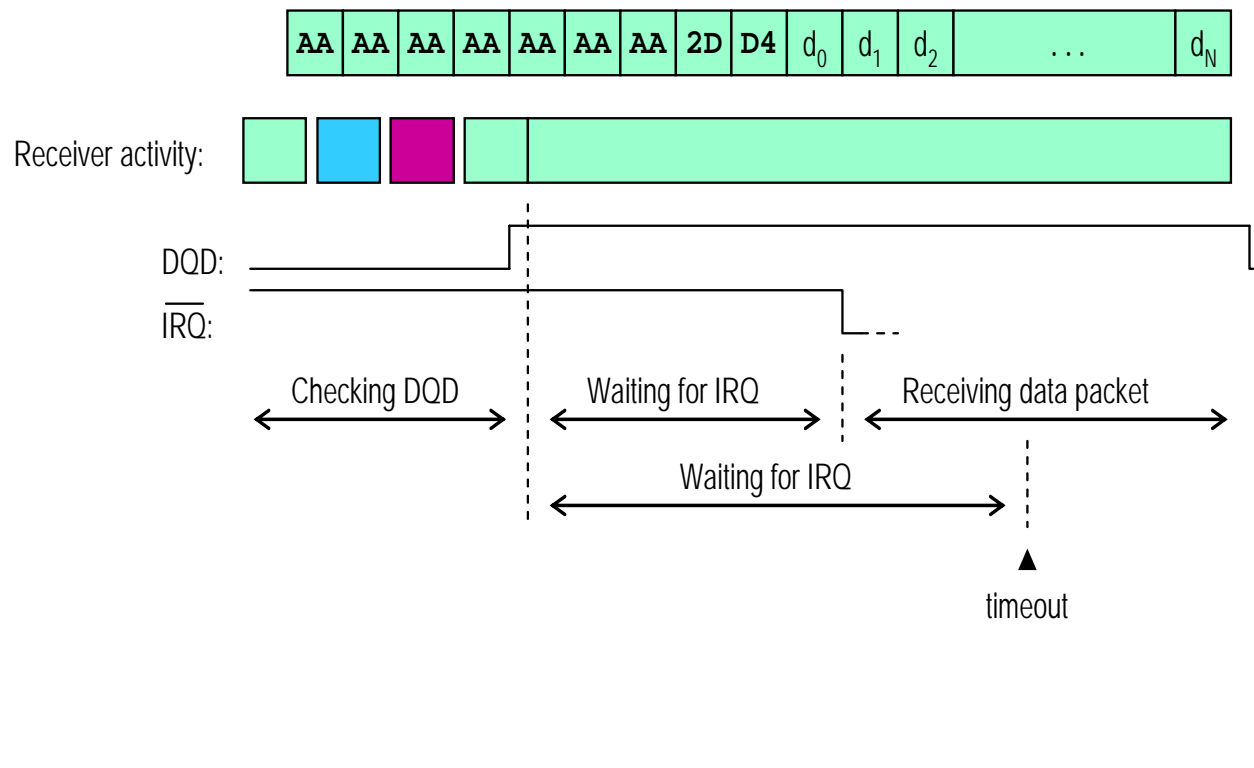 AA AA AA AA AA AA AA 2D D4 d0 d1 d2 ... dN
Receiver activity:
DQD:
IRQ:
Checking DQD Waiting for IRQ Receiving data packet
Waiting for IRQ
timeout